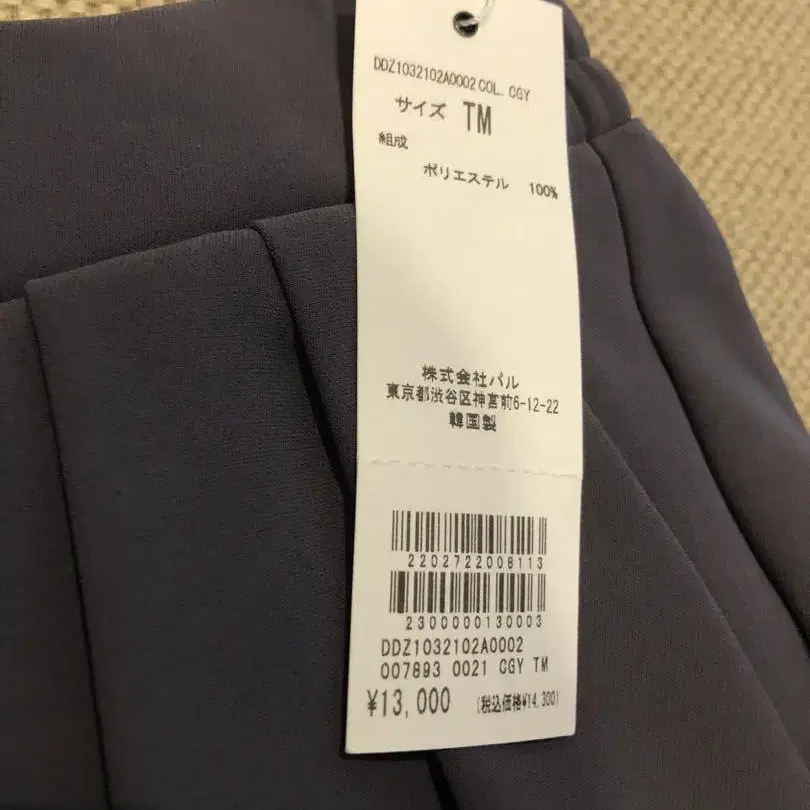 DDZ1032102A0002 COL. CGY
サイズ TM
組成
ポリエステル 100%
株式会社パル
東京都渋谷区神宮前6-12-22
韓国製
2202722008113
2300000130003
DDZ1032102A0002
007893 0021 CGY TM
¥13,000 (税込価格¥14,300)